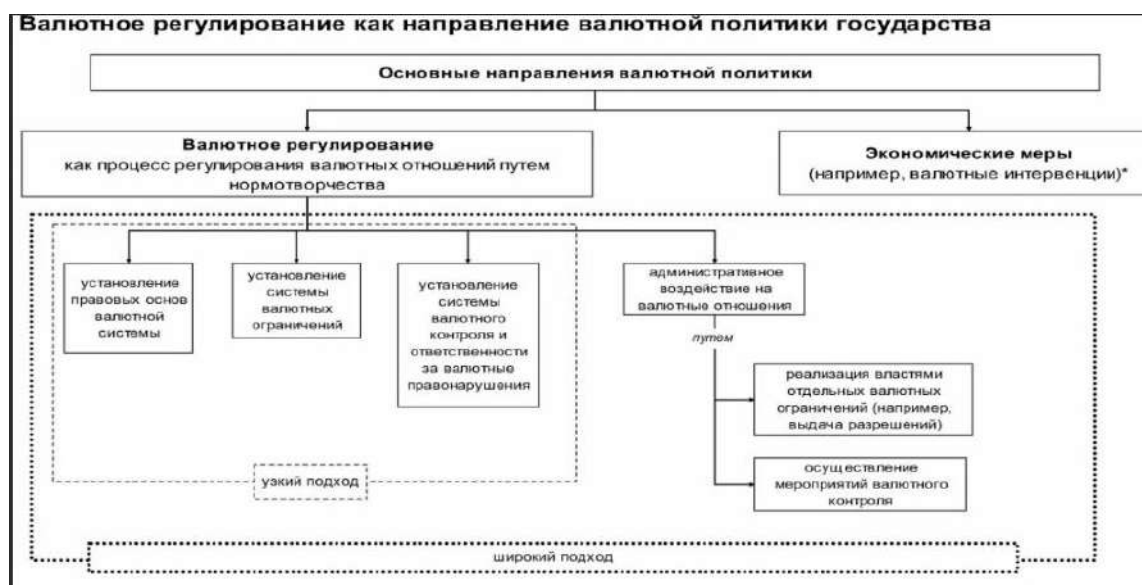 Валютное регулирование как направление валютной политики государства
Основные направления валютной политики
Валютное регулирование
как процесс регулирования валютных отношений путем
нормотворчества
Экономические меры
(например, валютные интервенции)*
установление
правовых основ
валютной
системы
установление
системы
валютных
ограничений
установление
системы
валютного
контроля и
ответственности
за валютные
правонарушения
административное
воздействие на
валютные отношения
путем
реализация властями
отдельных валютных
ограничений (например,
выдача разрешений)
осуществление
мероприятий валютного
контроля
узкий подход
широкий подход